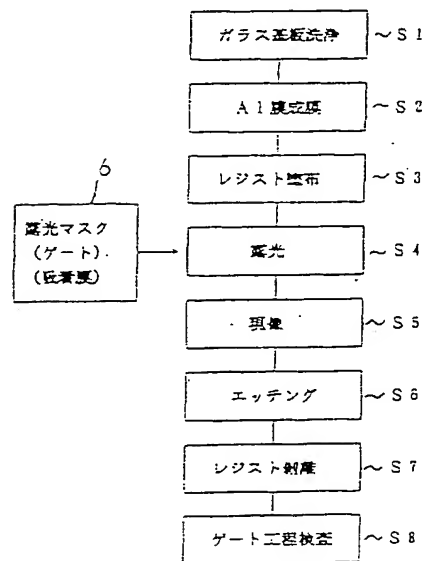 ガラス基板洗浄 ~S1
Al膜成膜 ~S2
レジスト塗布 ~S3
6
露光マスク
(ゲート)
(吸着膜)
露光 ~S4
現像 ~S5
エッチング ~S6
レジスト剥離 ~S7
ゲート工程検査 ~S8